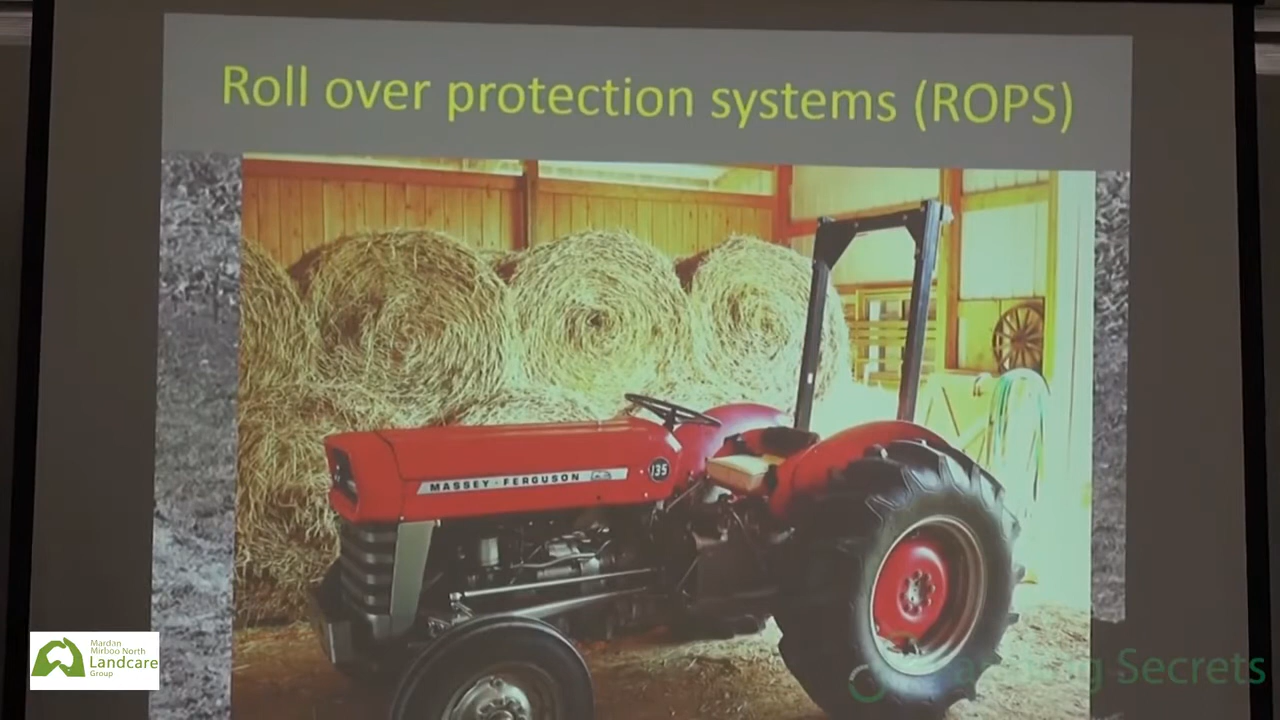 Roll over protection systems (ROPS)
MASSEY-FERGUSON
135
Mardan
Mirboo North
Landcare
Group
Secrets